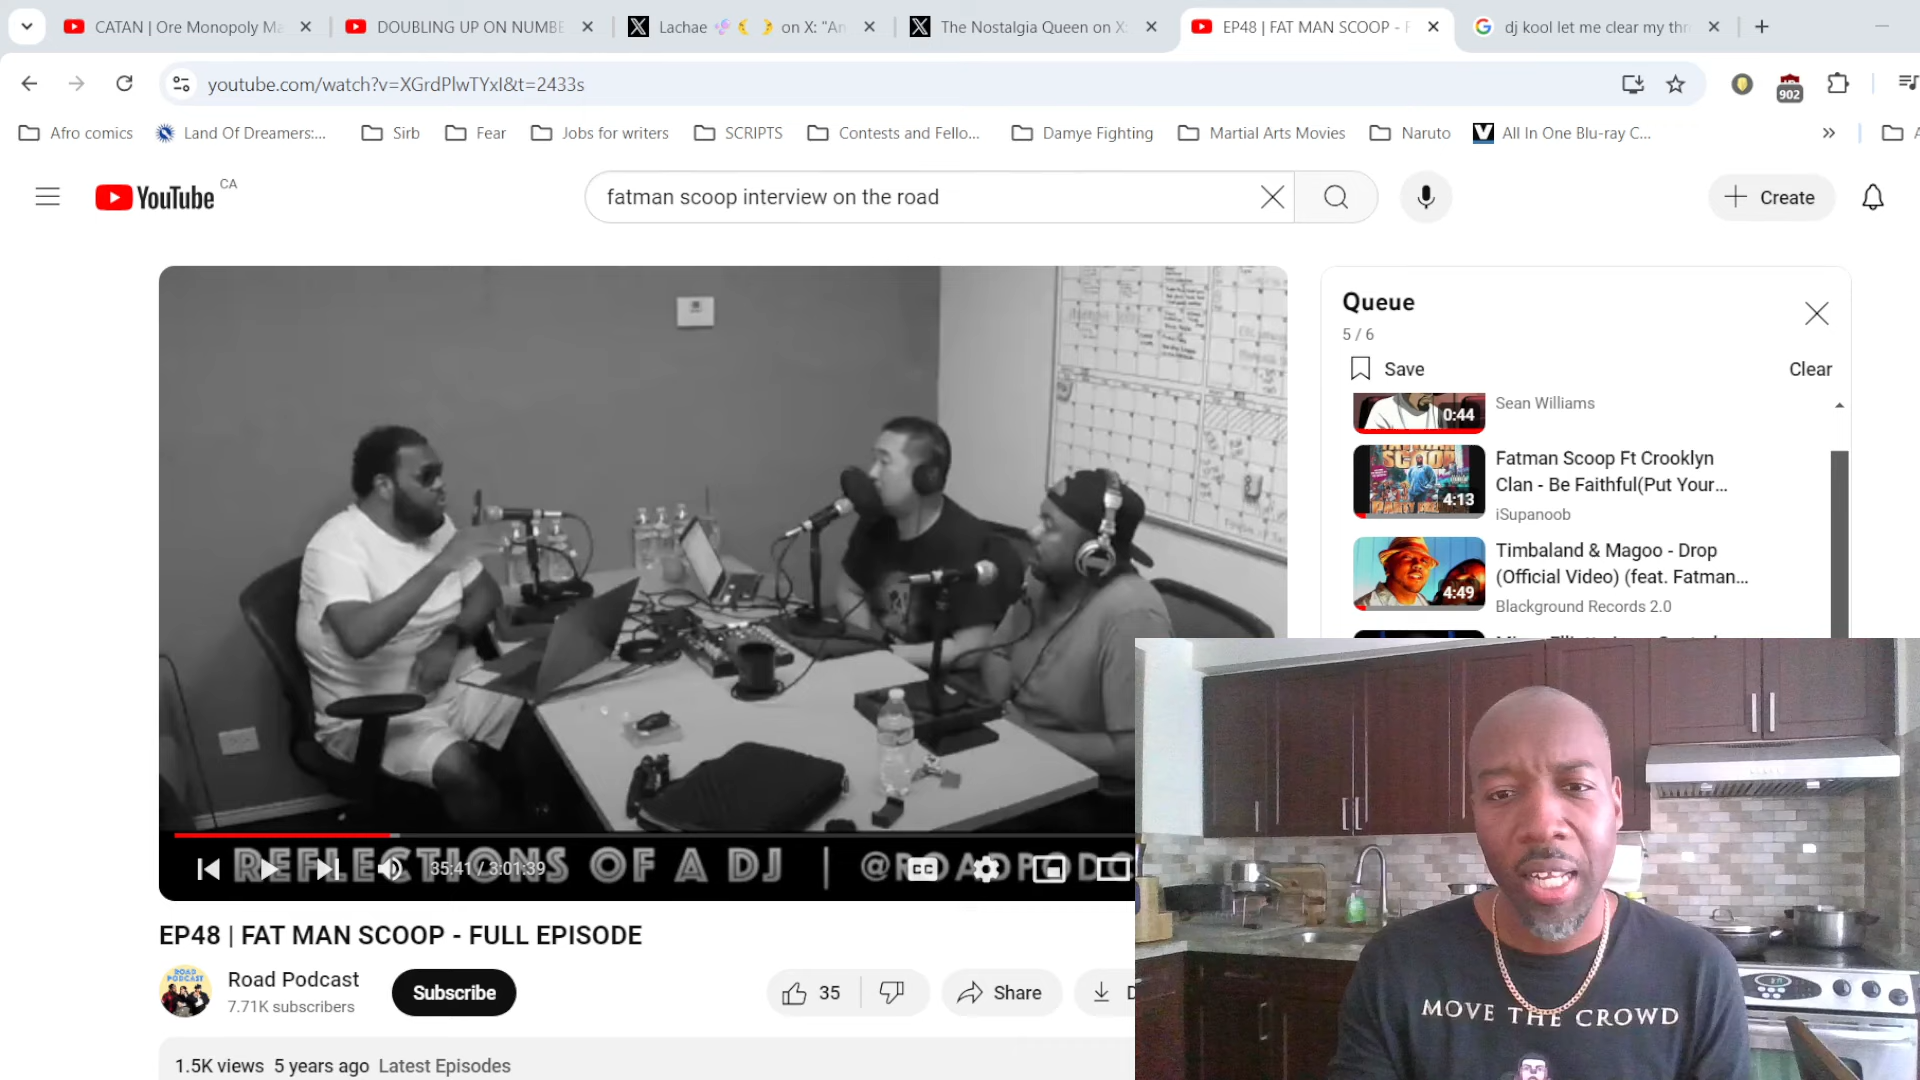 CATAN | Ore Monopoly Ma
DOUBLING UP ON NUMBE
Lachae 🦋🌜🌛 on X: "An
The Nostalgia Queen on X:
EP48 | FAT MAN SCOOP - F
dj kool let me clear my thr
youtube.com/watch?v=XGrdPlwTYxI&t=2433s
902
Afro comics
Land Of Dreamers:...
Sirb
Fear
Jobs for writers
SCRIPTS
Contests and Fello...
Damye Fighting
Martial Arts Movies
Naruto
All In One Blu-ray C...
YouTube CA
fatman scoop interview on the road
Create
Queue
5 / 6
Save
Clear
0:44
Sean Williams
SCOOP
4:13
Fatman Scoop Ft Crooklyn
Clan - Be Faithful(Put Your...
iSupanoob
4:49
Timbaland & Magoo - Drop
(Official Video) (feat. Fatman...
Blackground Records 2.0
REFLECTIONS OF A DJ | @ROADPODC
35:41 / 3:01:39
EP48 | FAT MAN SCOOP - FULL EPISODE
ROAD
PODCAST
Road Podcast
7.71K subscribers
Subscribe
35
Share
D
1.5K views 5 years ago Latest Episodes
MOVE THE CROWD